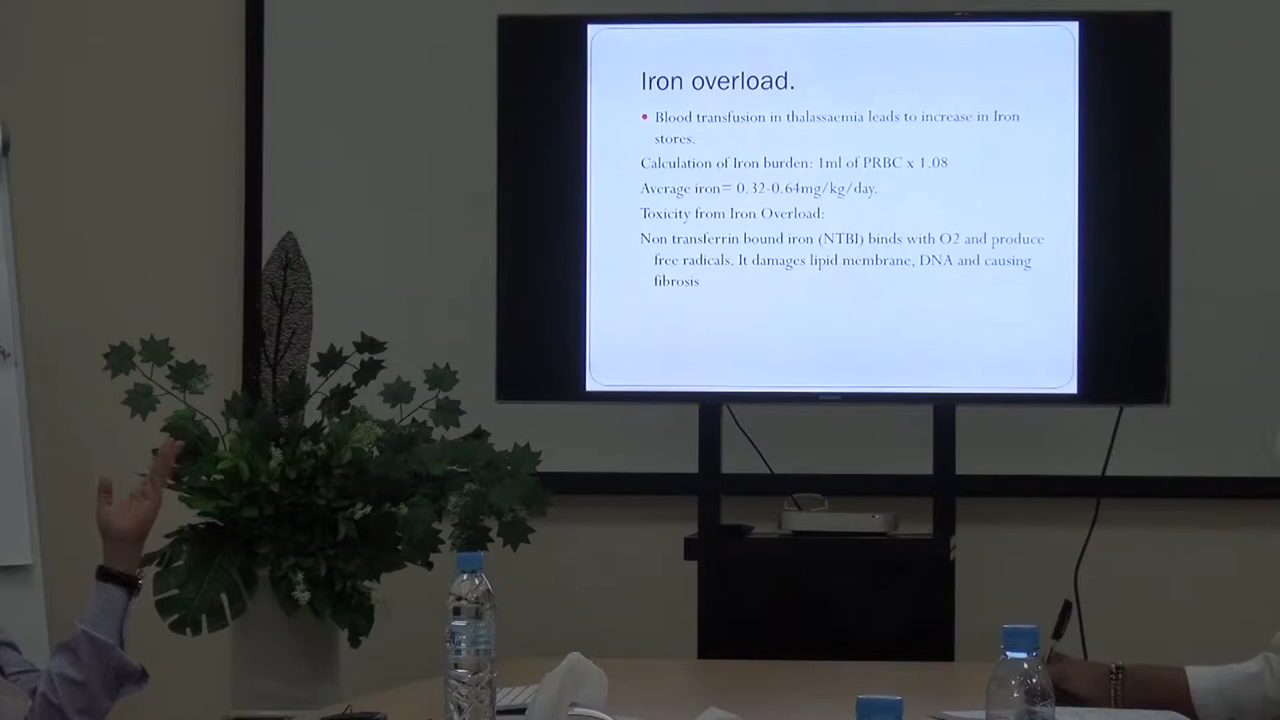 Iron overload.
• Blood transfusion in thalassaemia leads to increase in Iron
stores.
Calculation of Iron burden: 1ml of PRBC x 1.08
Average iron= 0.32-0.64mg/kg/day.
Toxicity from Iron Overload:
Non transferrin bound iron (NTBI) binds with O2 and produce
free radicals. It damages lipid membrane, DNA and causing
fibrosis